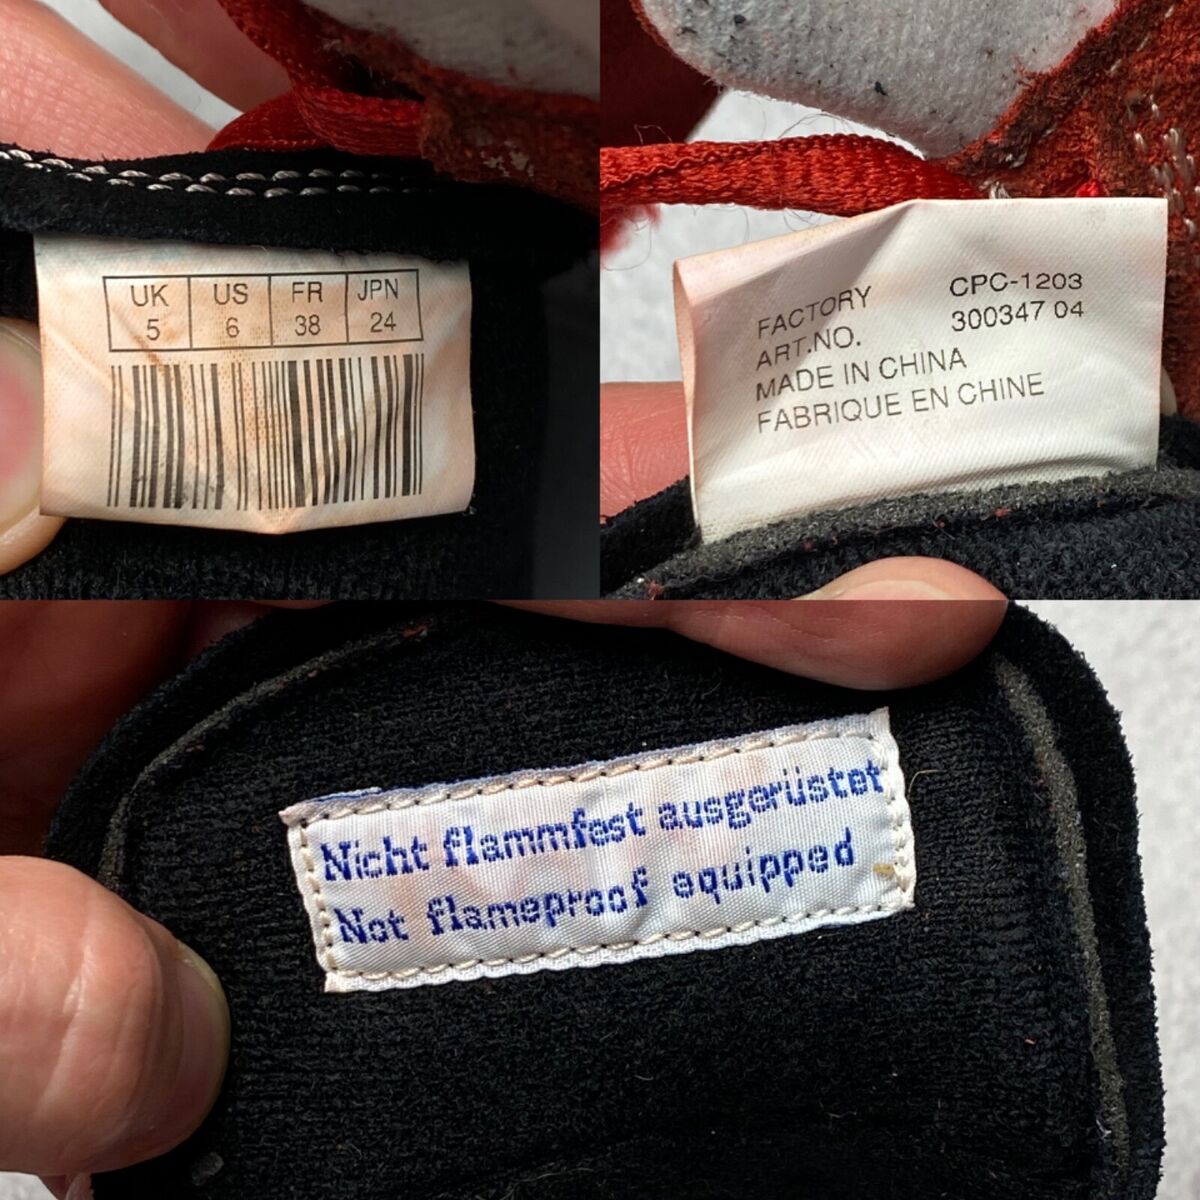 UK US FR JPN
5 6 38 24
FACTORY CPC-1203
ART.NO. 300347 04
MADE IN CHINA
FABRIQUE EN CHINE
Nicht flammfest ausgerüstet
Not flameproof equipped